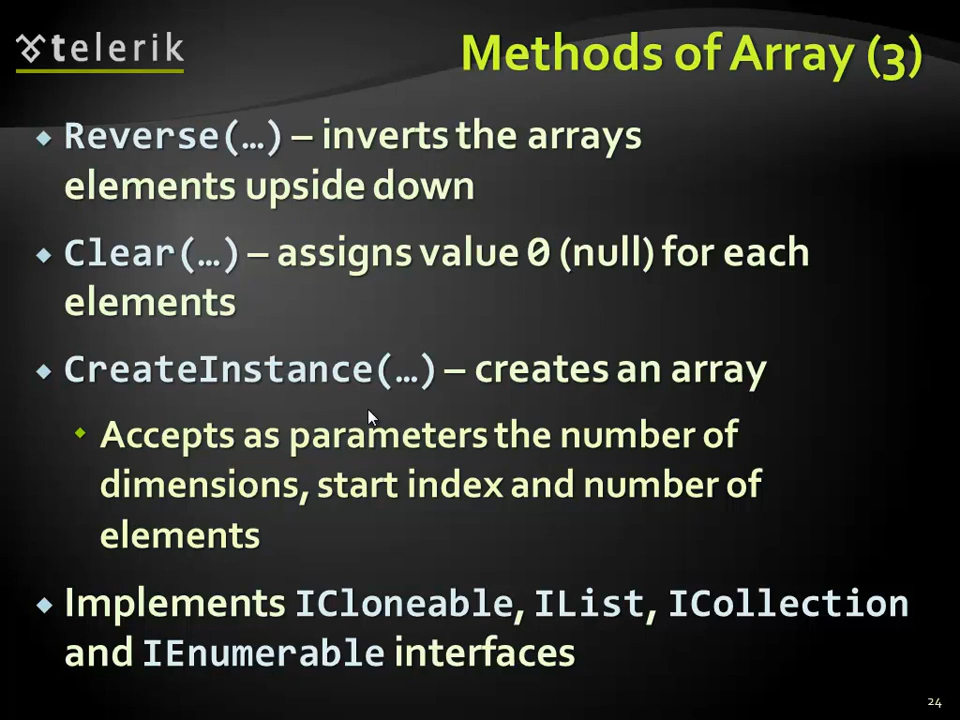 telerik
Methods of Array (3)
Reverse(…) – inverts the arrays
elements upside down
Clear(…) – assigns value 0 (null) for each
elements
CreateInstance(…) – creates an array
Accepts as parameters the number of
dimensions, start index and number of
elements
Implements ICloneable, IList, ICollection
and IEnumerable interfaces
24